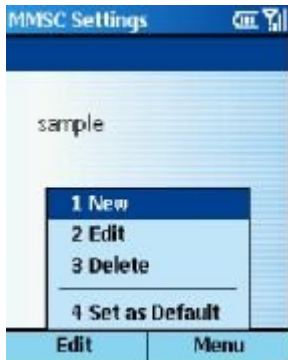 MMSC Settings
sample
1 New
2 Edit
3 Delete
4 Set as Default
Edit Menu